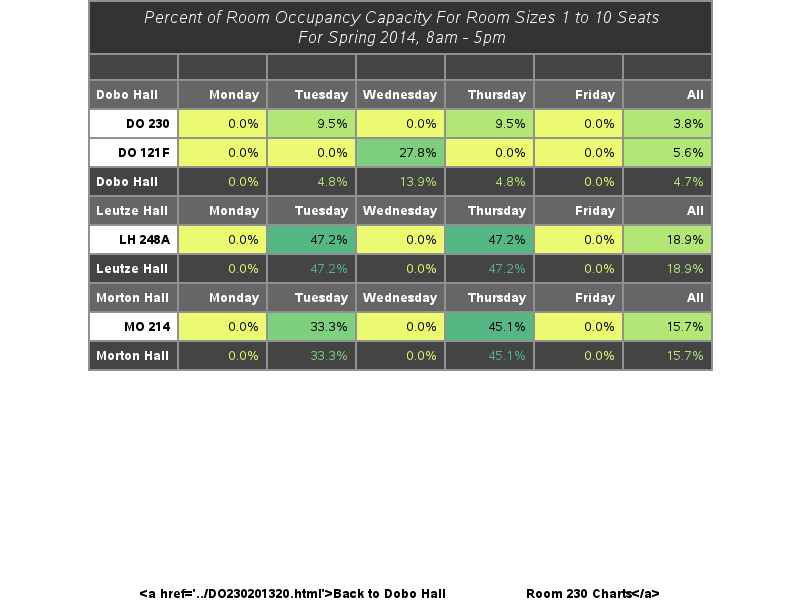 Percent of Room Occupancy Capacity For Room Sizes 1 to 10 Seats
For Spring 2014, 8am - 5pm
Dobo Hall Monday Tuesday Wednesday Thursday Friday All
DO 230 0.0% 9.5% 0.0% 9.5% 0.0% 3.8%
DO 121F 0.0% 0.0% 27.8% 0.0% 0.0% 5.6%
Dobo Hall 0.0% 4.8% 13.9% 4.8% 0.0% 4.7%
Leutze Hall Monday Tuesday Wednesday Thursday Friday All
LH 248A 0.0% 47.2% 0.0% 47.2% 0.0% 18.9%
Leutze Hall 0.0% 47.2% 0.0% 47.2% 0.0% 18.9%
Morton Hall Monday Tuesday Wednesday Thursday Friday All
MO 214 0.0% 33.3% 0.0% 45.1% 0.0% 15.7%
Morton Hall 0.0% 33.3% 0.0% 45.1% 0.0% 15.7%
<a href='../DO230201320.html'>Back to Dobo Hall Room 230 Charts</a>